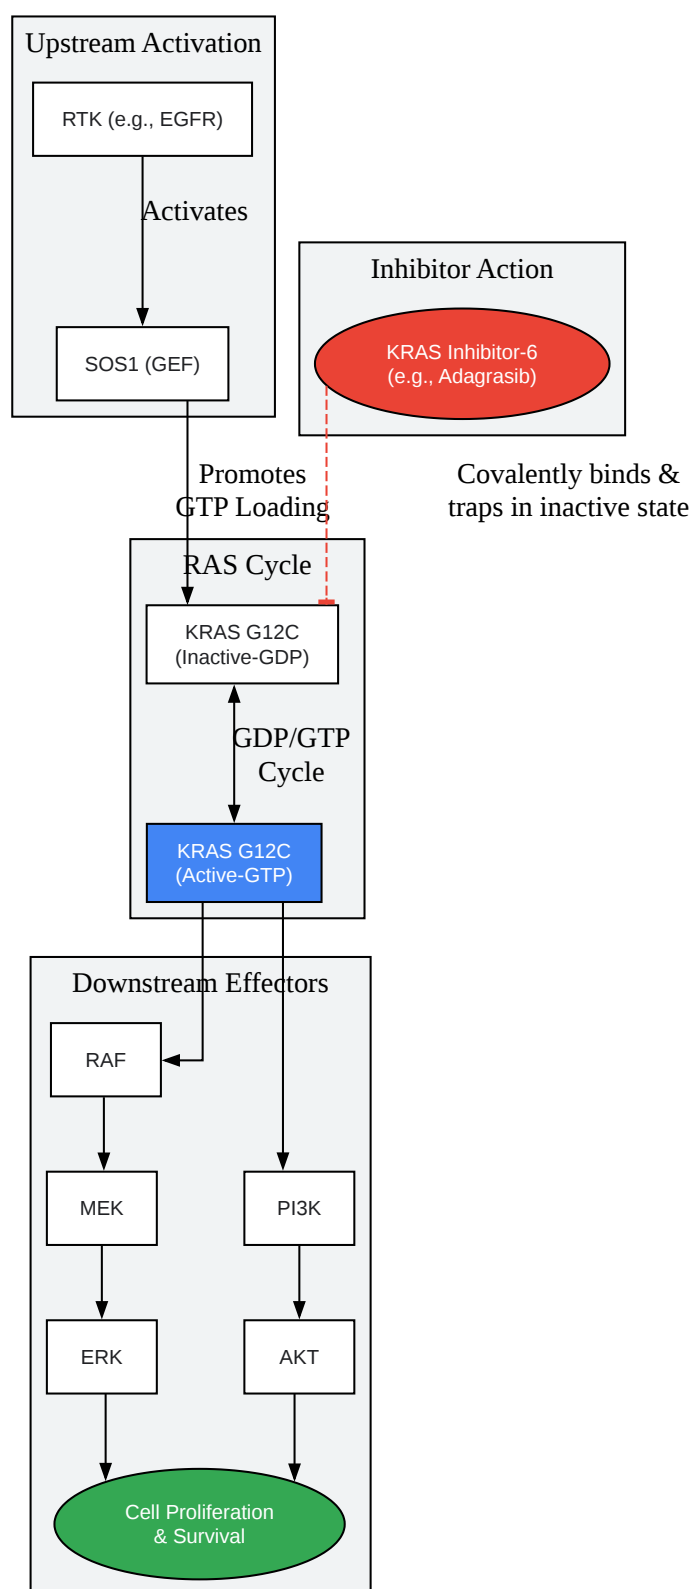 Upstream Activation
RTK (e.g., EGFR)
Activates
SOS1 (GEF)
Inhibitor Action
KRAS Inhibitor-6
(e.g., Adagrasib)
Promotes
GTP Loading
Covalently binds &
traps in inactive state
RAS Cycle
KRAS G12C
(Inactive-GDP)
GDP/GTP
Cycle
KRAS G12C
(Active-GTP)
Downstream Effectors
RAF
MEK
PI3K
ERK
AKT
Cell Proliferation
& Survival